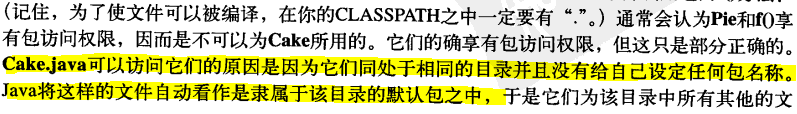 (记住,为了使文件可以被编译,在你的CLASSPATH之中一定要有“.”。)通常会认为Pie和f()享
有包访问权限,因而是不可以为Cake所用的。它们的确享有包访问权限,但这只是部分正确的。
Cake.java可以访问它们的原因是因为它们同处于相同的目录并且没有给自己设定任何包名称。
Java将这样的文件自动看作是隶属于该目录的默认包之中,于是它们为该目录中所有其他的文